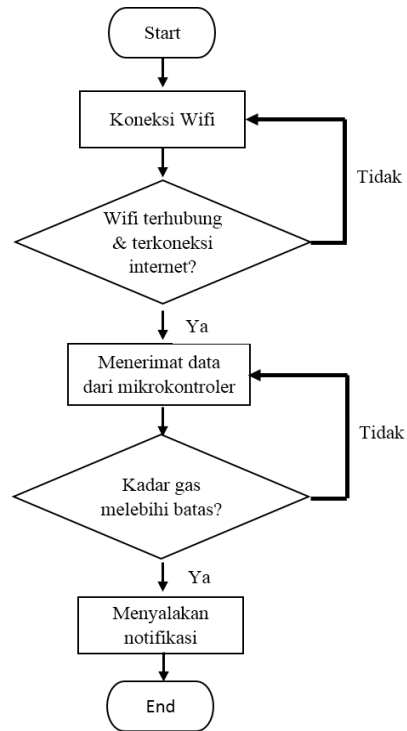 Start
Koneksi Wifi
Tidak
Wifi terhubung
& terkoneksi
internet?
Ya
Menerimat data
dari mikrokontroler
Tidak
Kadar gas
melebihi batas?
Ya
Menyalakan
notifikasi
End